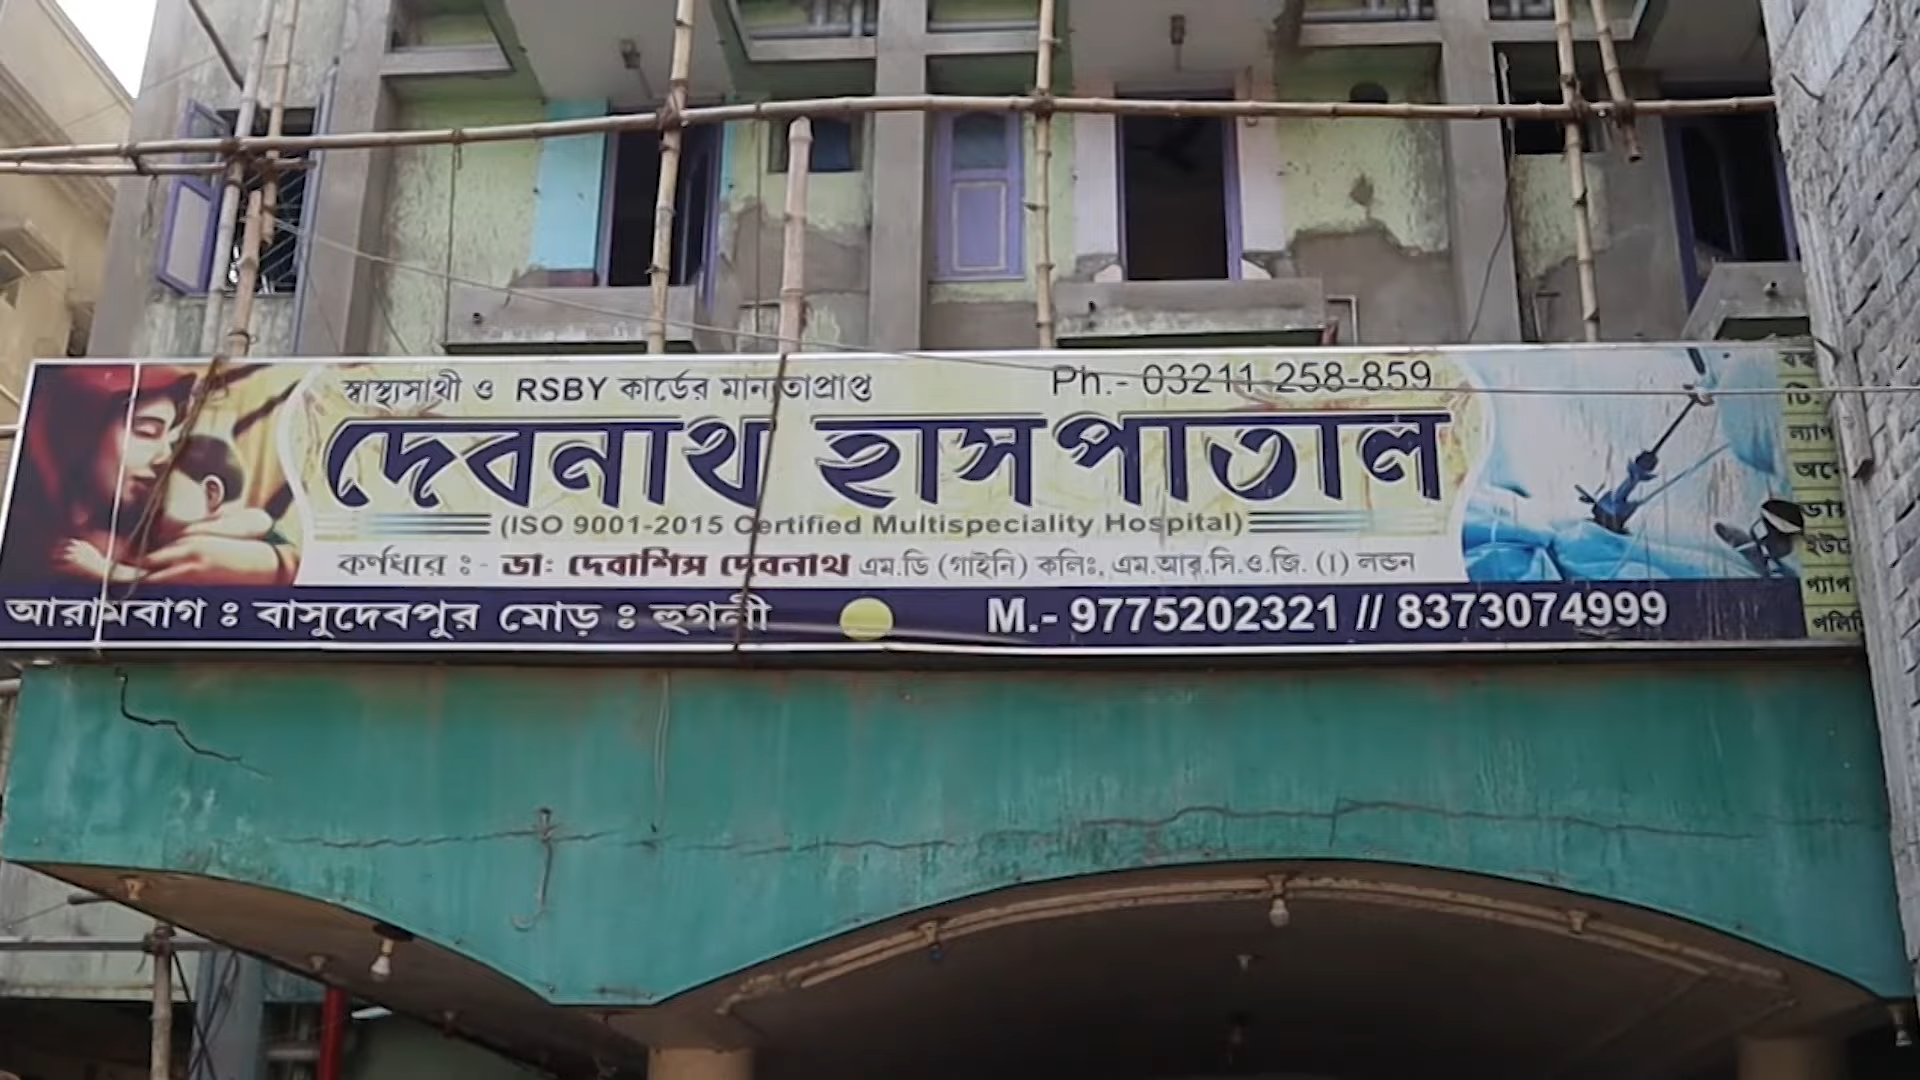 স্বাস্থ্যসাথী ও RSBY কার্ডের মান্যতাপ্রাপ্ত
Ph.- 03211-258-859
দেবনাথ হাসপাতাল
(ISO 9001-2015 Certified Multispeciality Hospital)
কর্ণধার ঃ- ডাঃ দেবাশিস দেবনাথ এম.ডি (গাইনি) কলিঃ, এম.আর.সি.ও.জি. (I) লন্ডন
আরামবাগ ঃ বাসুদেবপুর মোড় ঃ হুগলী
M.- 9775202321 // 8373074999